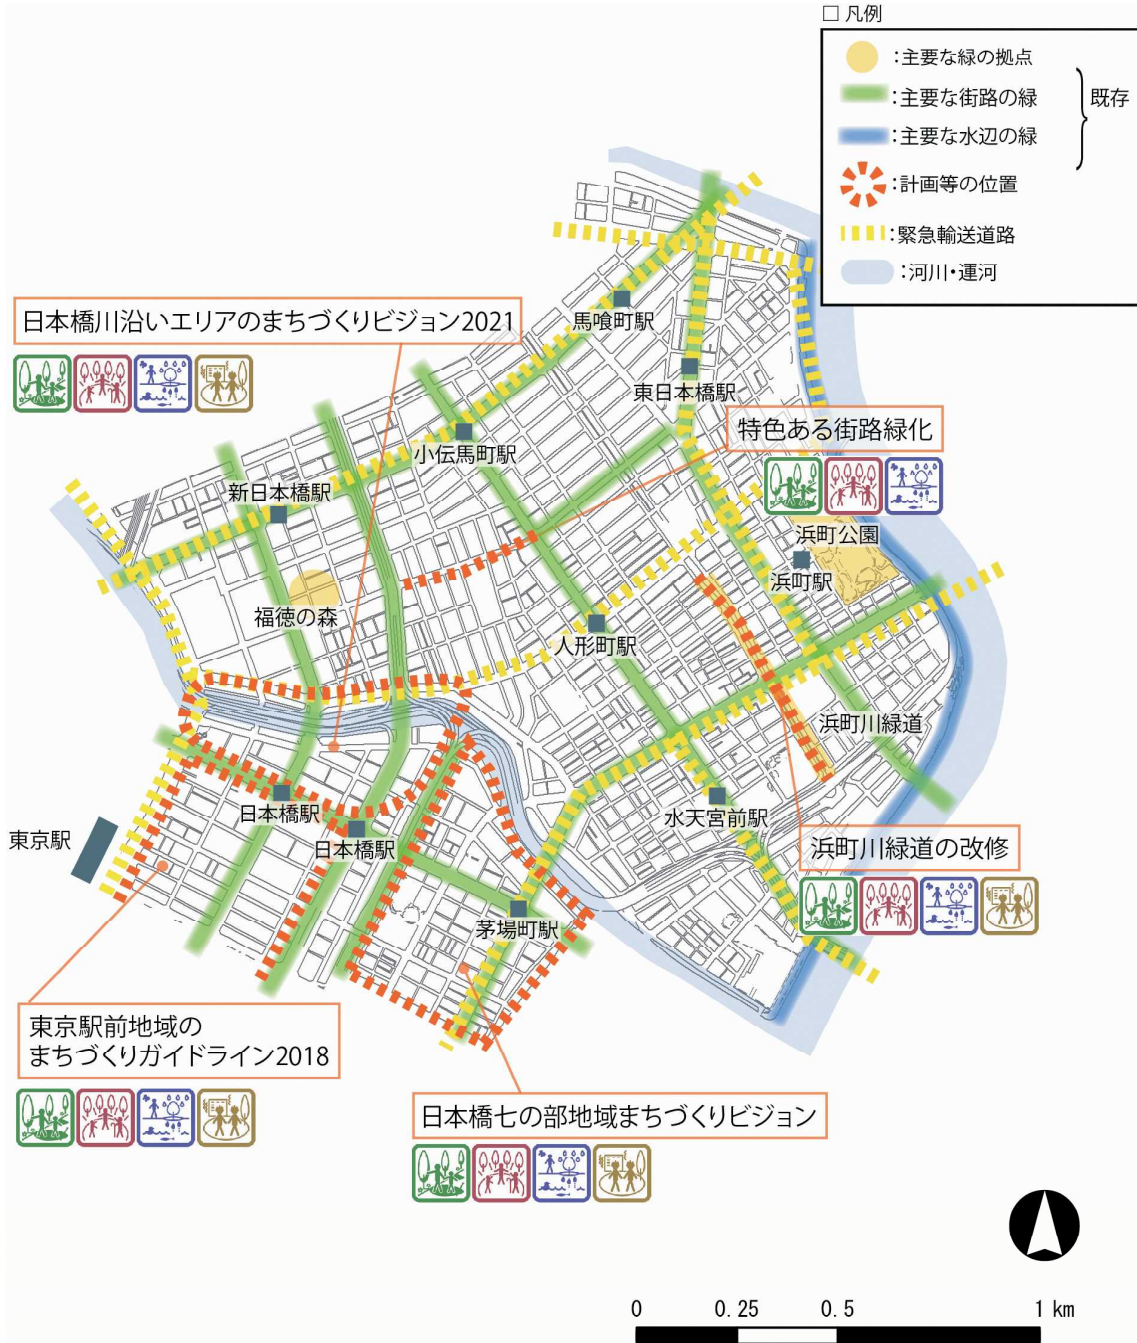 □ 凡例
:主要な緑の拠点
:主要な街路の緑
既存
:主要な水辺の緑
:計画等の位置
:緊急輸送道路
:河川・運河
日本橋川沿いエリアのまちづくりビジョン2021
馬喰町駅
東日本橋駅
特色ある街路緑化
小伝馬町駅
新日本橋駅
浜町公園
浜町駅
福徳の森
人形町駅
浜町川緑道
日本橋駅
水天宮前駅
東京駅
日本橋駅
浜町川緑道の改修
茅場町駅
東京駅前地域の
まちづくりガイドライン2018
日本橋七の部地域まちづくりビジョン
0 0.25 0.5 1 km